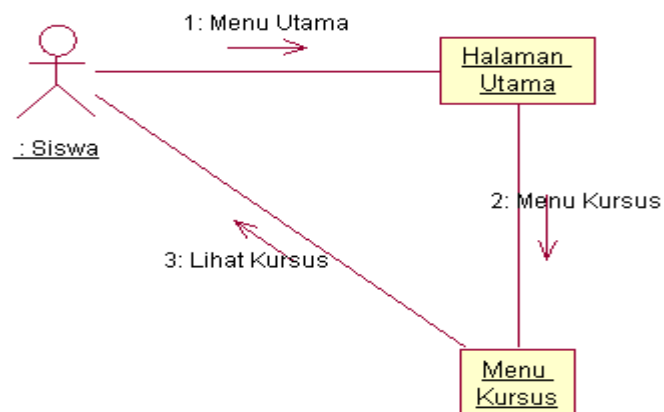 1: Menu Utama
Halaman
Utama
: Siswa
2: Menu Kursus
3: Lihat Kursus
Menu
Kursus